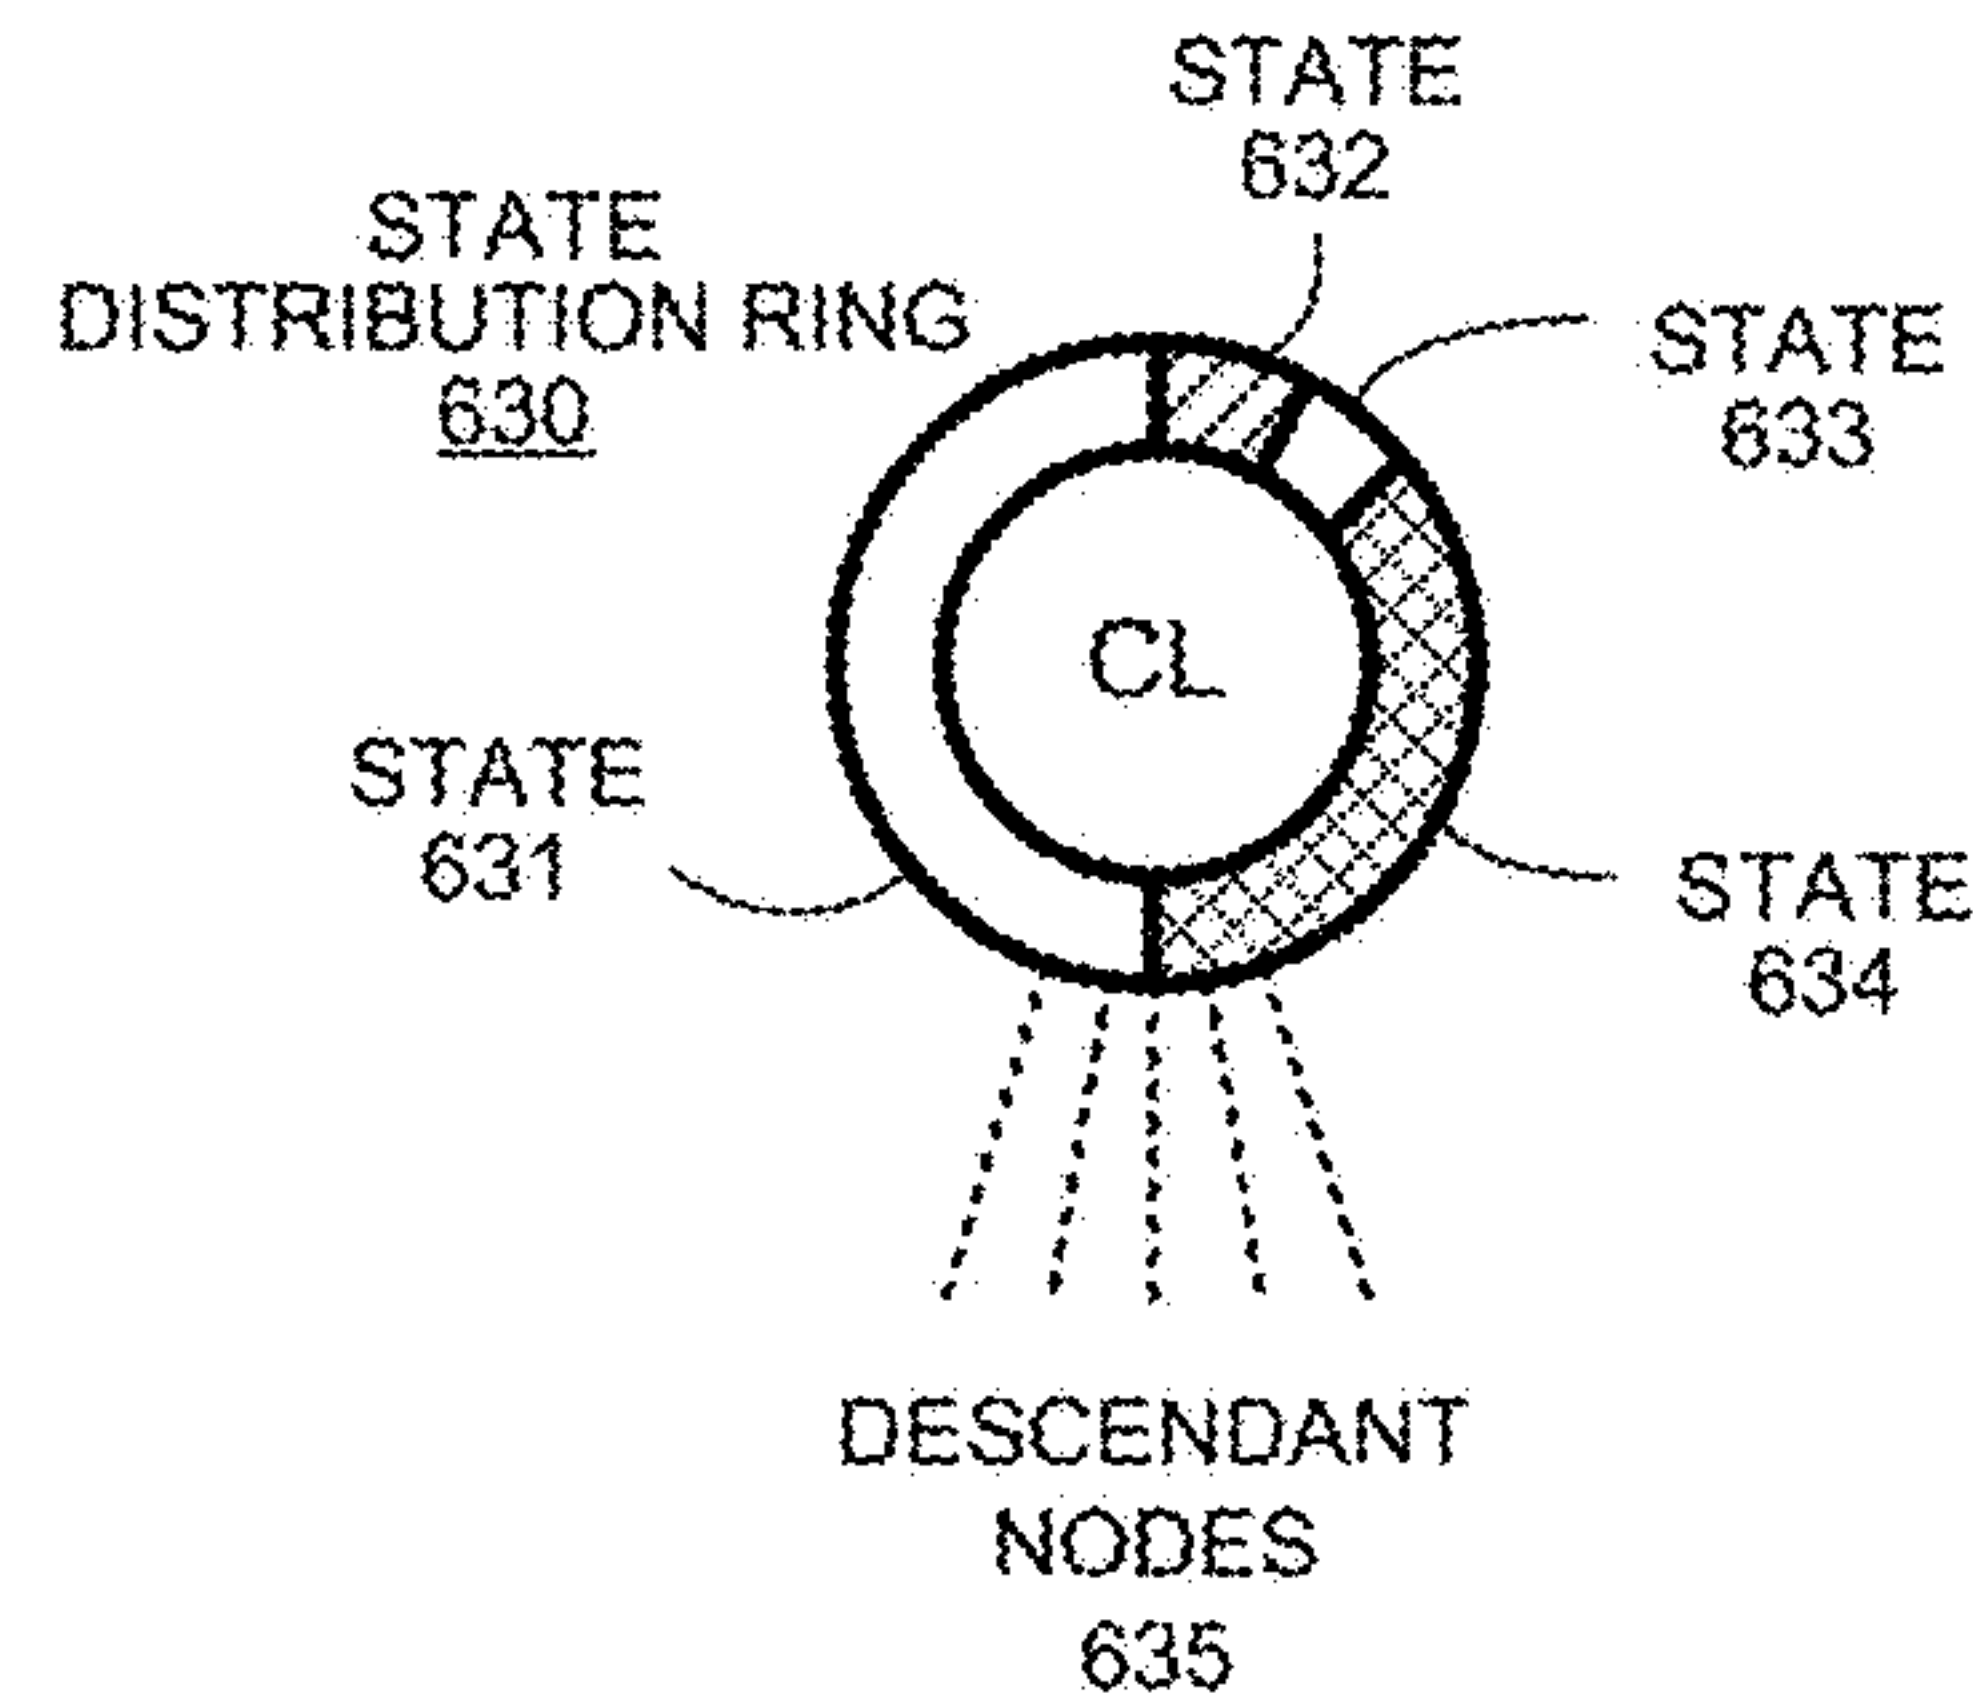 STATE
632
STATE
DISTRIBUTION RING
630
STATE
633
CL
STATE
631
STATE
634
DESCENDANT
NODES
635